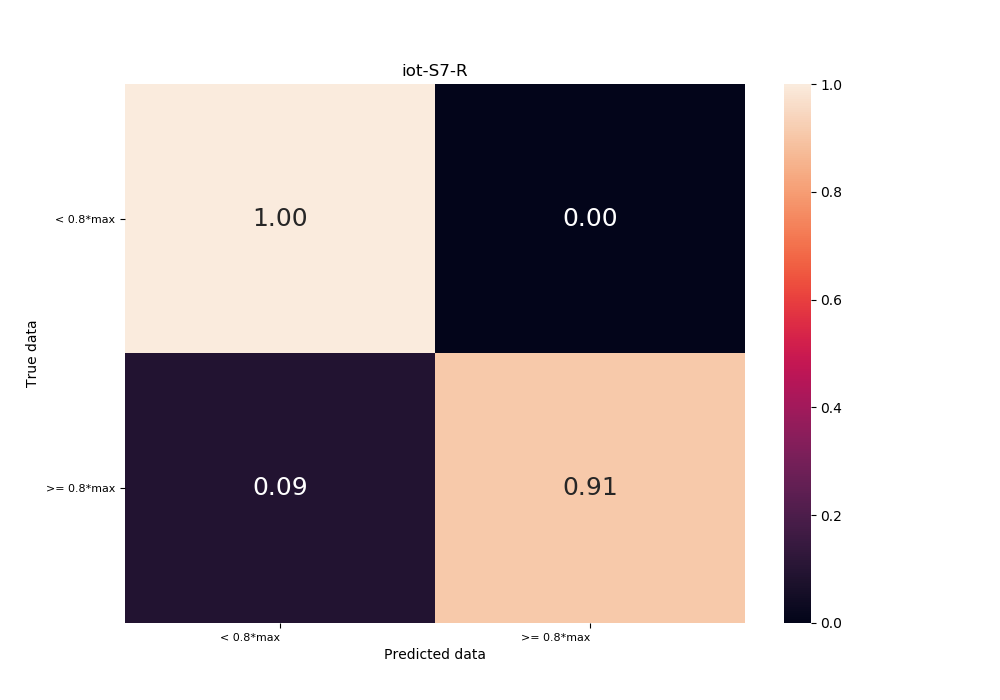 iot-S7-R
1.0
1.00
0.00
0.8
< 0.8*max
0.6
True data
0.4
0.09
0.91
>= 0.8*max
0.2
0.0
< 0.8*max
>= 0.8*max
Predicted data